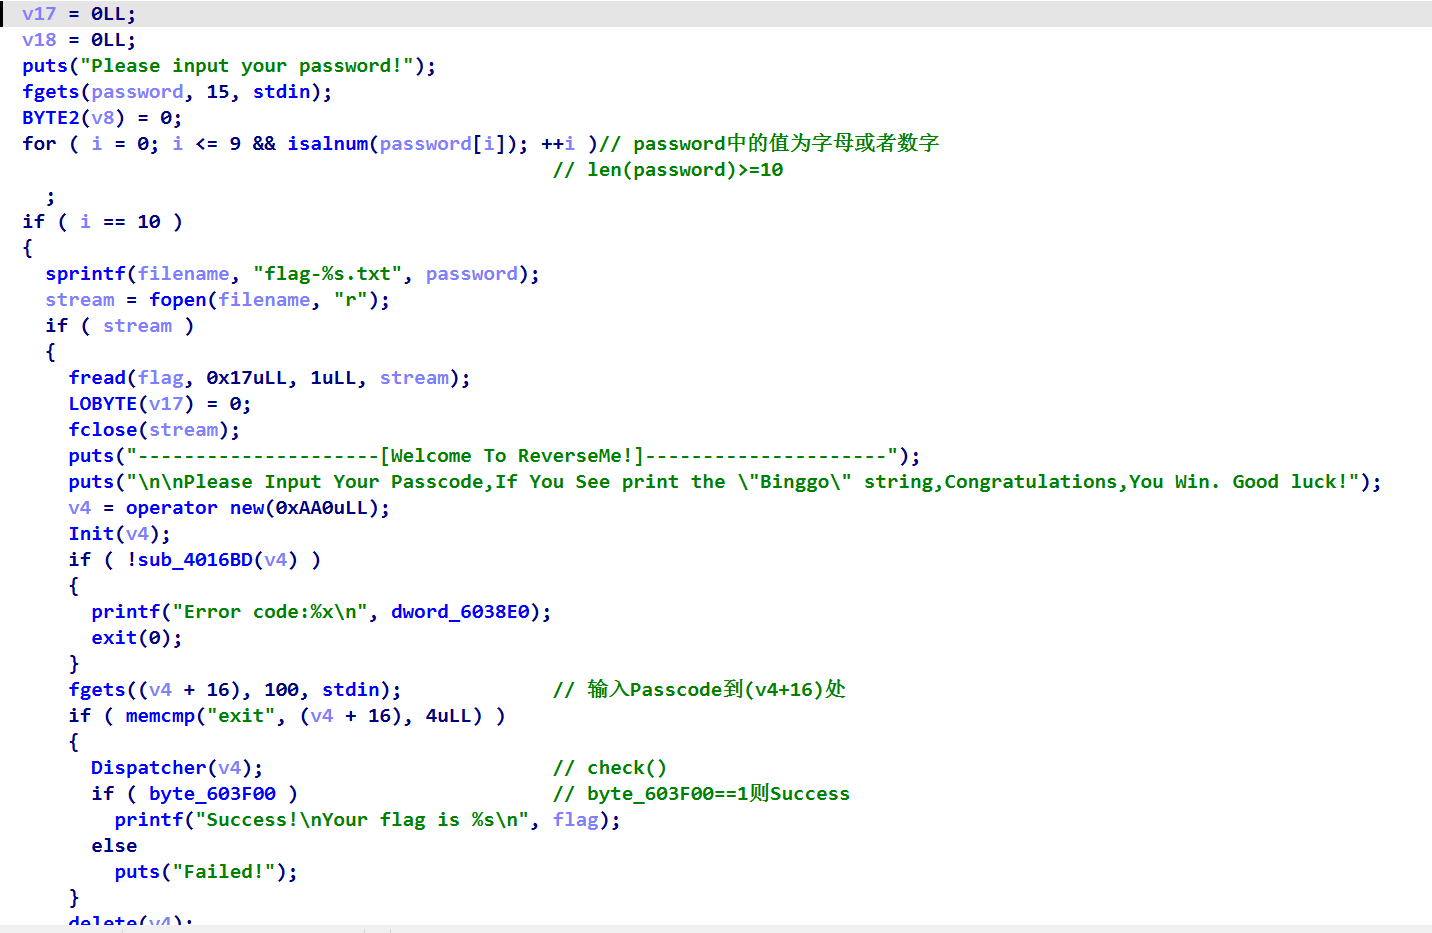 v17 = 0LL;
v18 = 0LL;
puts("Please input your password!");
fgets(password, 15, stdin);
BYTE2(v8) = 0;
for ( i = 0; i <= 9 && isalnum(password[i]); ++i )// password中的值为字母或者数字
// len(password)>=10
;
if ( i == 10 )
{
sprintf(filename, "flag-%s.txt", password);
stream = fopen(filename, "r");
if ( stream )
{
fread(flag, 0x17uLL, 1uLL, stream);
LOBYTE(v17) = 0;
fclose(stream);
puts("---------------------[Welcome To ReverseMe!]---------------------");
puts("\n\nPlease Input Your Passcode,If You See print the \"Binggo\" string,Congratulations,You Win. Good luck!");
v4 = operator new(0xAA0uLL);
Init(v4);
if ( !sub_4016BD(v4) )
{
printf("Error code:%x\n", dword_6038E0);
exit(0);
}
fgets((v4 + 16), 100, stdin); // 输入Passcode到(v4+16)处
if ( memcmp("exit", (v4 + 16), 4uLL) )
{
Dispatcher(v4); // check()
if ( byte_603F00 ) // byte_603F00==1则Success
printf("Success!\nYour flag is %s\n", flag);
else
puts("Failed!");
}
delete(v4);